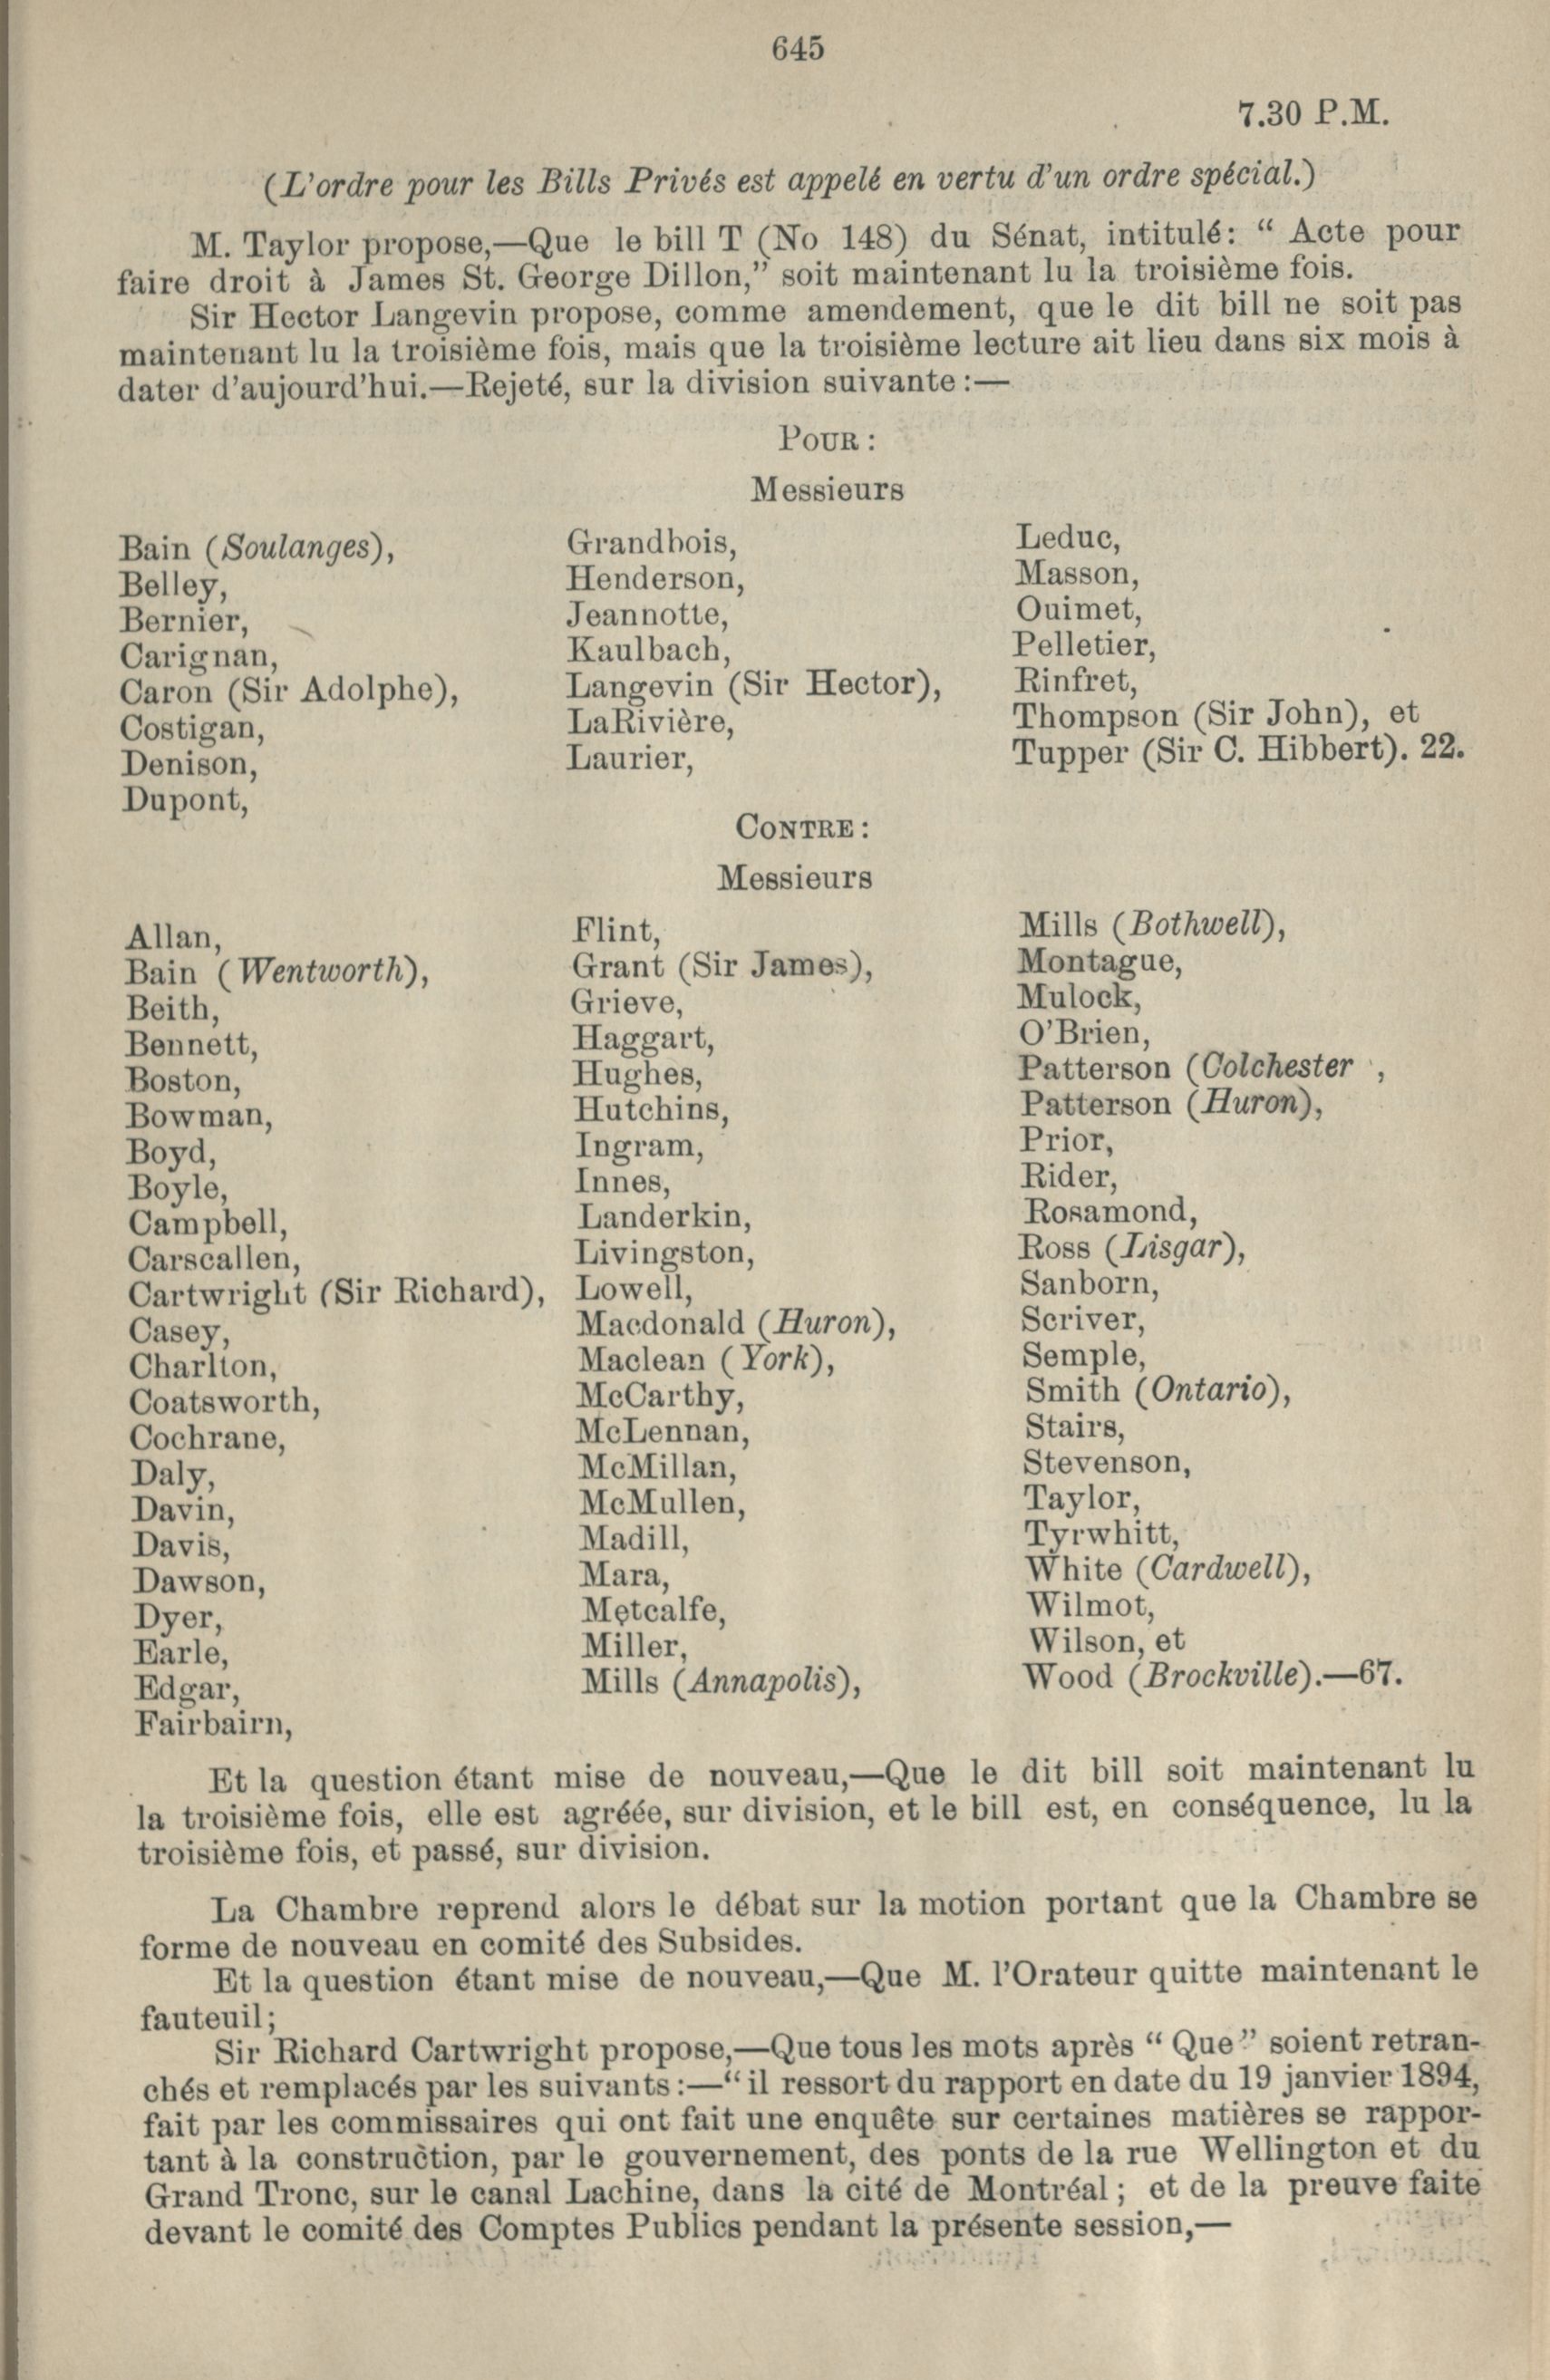 645
7.30 P.M.
(L'ordre pour les Bills Privés est appelé en vertu d'un ordre spécial.)
M. Taylor propose,—Que le bill T (No 148) du Sénat, intitulé: “ Acte pour
faire droit à James St. George Dillon,” soit maintenant lu la troisième fois.
Sir Hector Langevin propose, comme amendement, que le dit bill ne soit pas
maintenant lu la troisième fois, mais que la troisième lecture ait lieu dans six mois à
dater d'aujourd'hui.—Rejeté, sur la division suivante :—
POUR :
Messieurs
Bain (Soulanges),
Belley,
Bernier,
Carignan,
Caron (Sir Adolphe),
Costigan,
Denison,
Dupont,
Grandbois,
Henderson,
Jeannotte,
Kaulbach,
Langevin (Sir Hector),
LaRivière,
Laurier,
Leduc,
Masson,
Ouimet,
Pelletier,
Rinfret,
Thompson (Sir John), et
Tupper (Sir C. Hibbert). 22.
CONTRE :
Messieurs
Allan,
Bain (Wentworth),
Beith,
Bennett,
Boston,
Bowman,
Boyd,
Boyle,
Campbell,
Carscallen,
Cartwright (Sir Richard),
Casey,
Charlton,
Coatsworth,
Cochrane,
Daly,
Davin,
Davis,
Dawson,
Dyer,
Earle,
Edgar,
Fairbairn,
Flint,
Grant (Sir James),
Grieve,
Haggart,
Hughes,
Hutchins,
Ingram,
Innes,
Landerkin,
Livingston,
Lowell,
Macdonald (Huron),
Maclean (York),
McCarthy,
McLennan,
McMillan,
McMullen,
Madill,
Mara,
Metcalfe,
Miller,
Mills (Annapolis),
Mills (Bothwell),
Montague,
Mulock,
O'Brien,
Patterson (Colchester ,
Patterson (Huron),
Prior,
Rider,
Rosamond,
Ross (Lisgar),
Sanborn,
Scriver,
Semple,
Smith (Ontario),
Stairs,
Stevenson,
Taylor,
Tyrwhitt,
White (Cardwell),
Wilmot,
Wilson, et
Wood (Brockville).—67.
Et la question étant mise de nouveau,—Que le dit bill soit maintenant lu
la troisième fois, elle est agréée, sur division, et le bill est, en conséquence, lu la
troisième fois, et passé, sur division.
La Chambre reprend alors le débat sur la motion portant que la Chambre se
forme de nouveau en comité des Subsides.
Et la question étant mise de nouveau,—Que M. l'Orateur quitte maintenant le
fauteuil;
Sir Richard Cartwright propose,—Que tous les mots après “ Que” soient retran-
chés et remplacés par les suivants :—“ il ressort du rapport en date du 19 janvier 1894,
fait par les commissaires qui ont fait une enquête sur certaines matières se rappor-
tant à la construction, par le gouvernement, des ponts de la rue Wellington et du
Grand Tronc, sur le canal Lachine, dans la cité de Montréal ; et de la preuve faite
devant le comité des Comptes Publics pendant la présente session,—